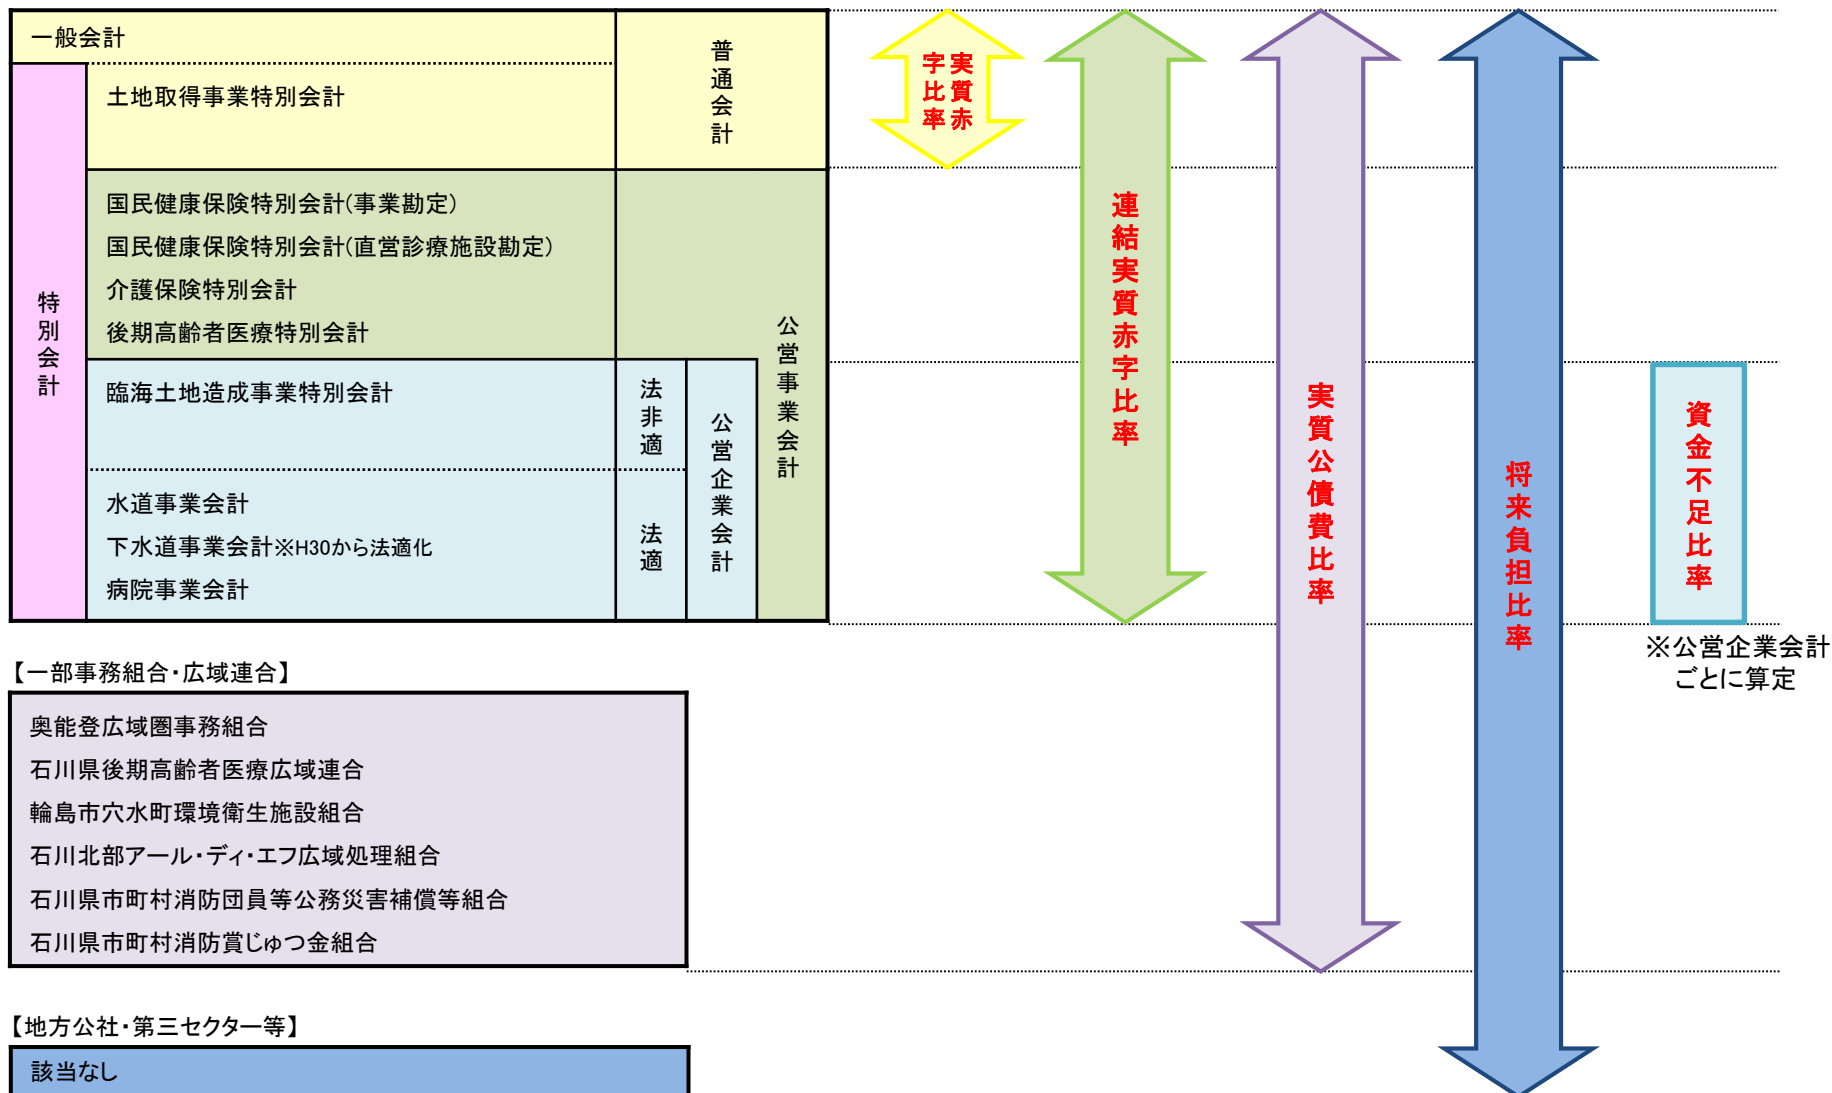 一般会計
土地取得事業特別会計
普通会計
特別会計
国民健康保険特別会計(事業勘定)
国民健康保険特別会計(直営診療施設勘定)
介護保険特別会計
後期高齢者医療特別会計
公営事業会計
臨海土地造成事業特別会計
法非適
公営企業会計
水道事業会計
下水道事業会計※H30から法適化
病院事業会計
法適
実質赤
字比率
連結実質赤字比率
実質公債費比率
将来負担比率
資金不足比率
※公営企業会計
ごとに算定
【一部事務組合・広域連合】
奥能登広域圏事務組合
石川県後期高齢者医療広域連合
輪島市穴水町環境衛生施設組合
石川北部アール・ディ・エフ広域処理組合
石川県市町村消防団員等公務災害補償等組合
石川県市町村消防賞じゅつ金組合
【地方公社・第三セクター等】
該当なし